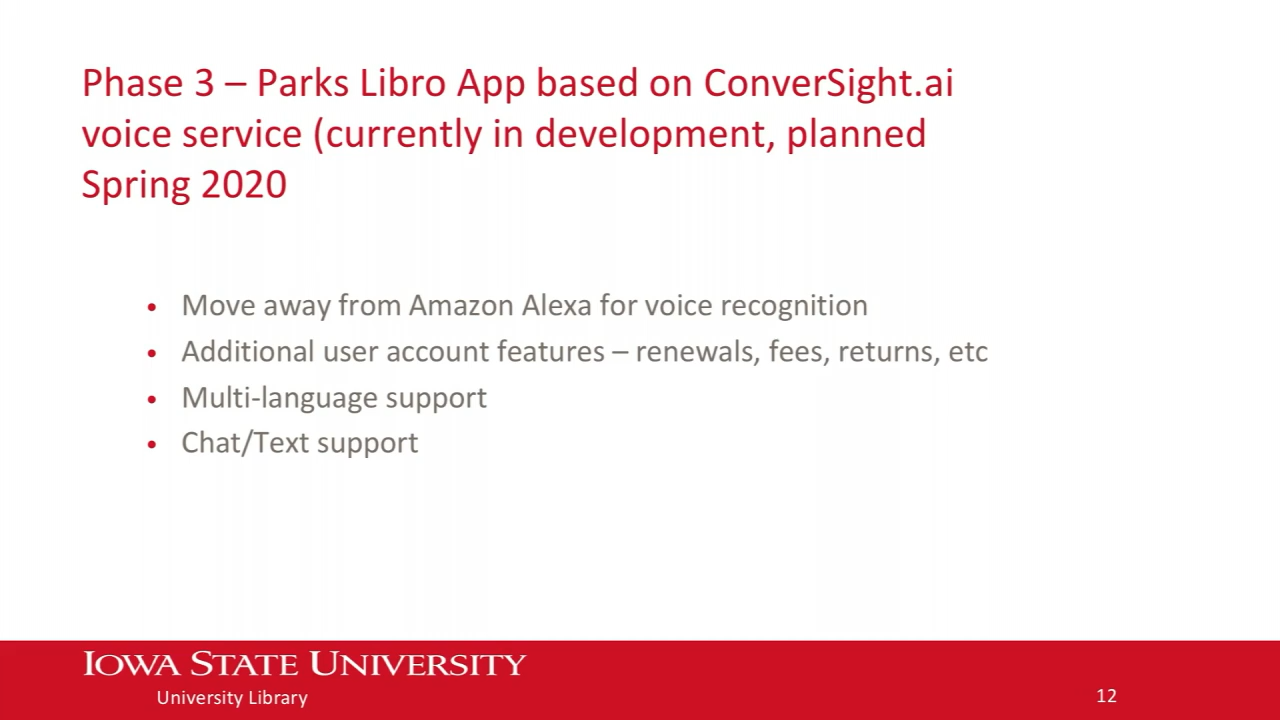 Phase 3 – Parks Libro App based on ConverSight.ai
voice service (currently in development, planned
Spring 2020
• Move away from Amazon Alexa for voice recognition
• Additional user account features – renewals, fees, returns, etc
• Multi-language support
• Chat/Text support
IOWA STATE UNIVERSITY
University Library
12